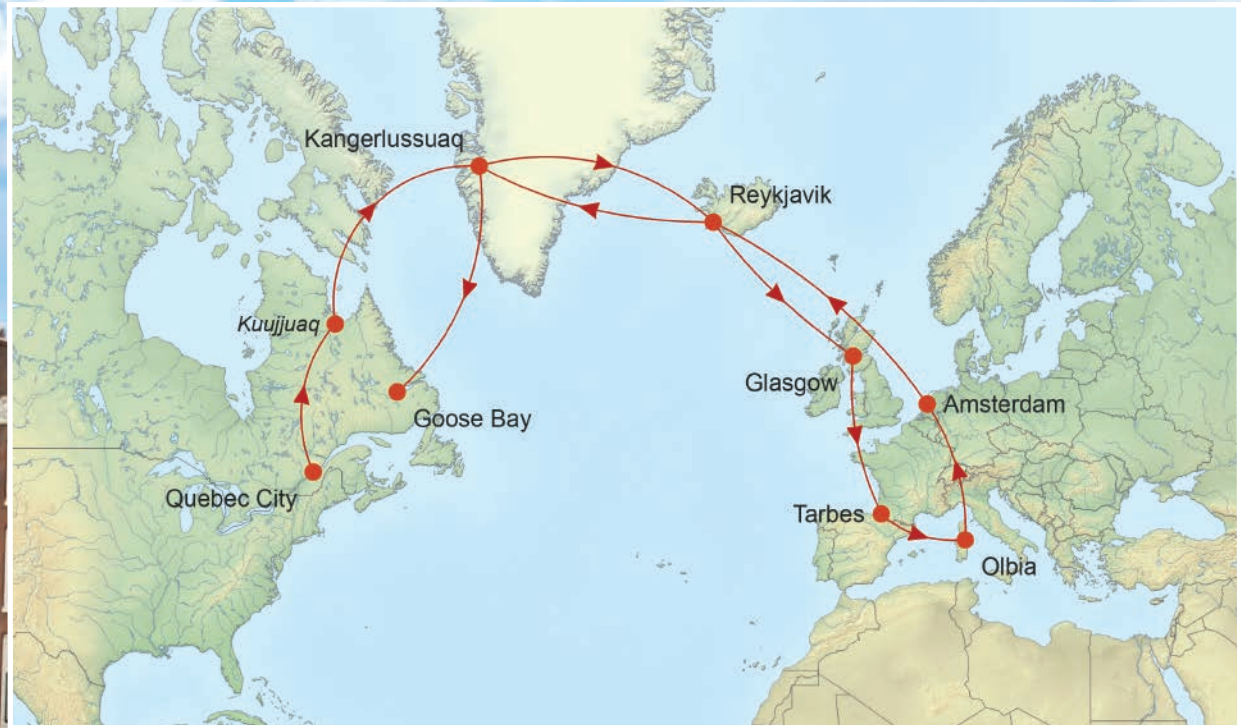 Kangerlussuaq
Reykjavik
Kuujjuaq
Glasgow
Goose Bay
Amsterdam
Quebec City
Tarbes
Olbia